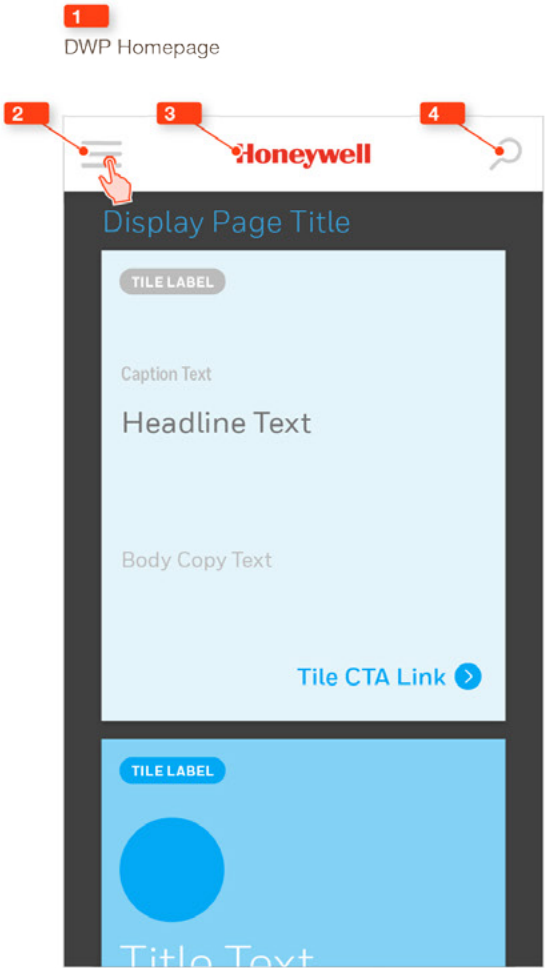 1
DWP Homepage
2
3
4
Honeywell
Display Page Title
TILE LABEL
Caption Text
Headline Text
Body Copy Text
Tile CTA Link
TILE LABEL
Title Text